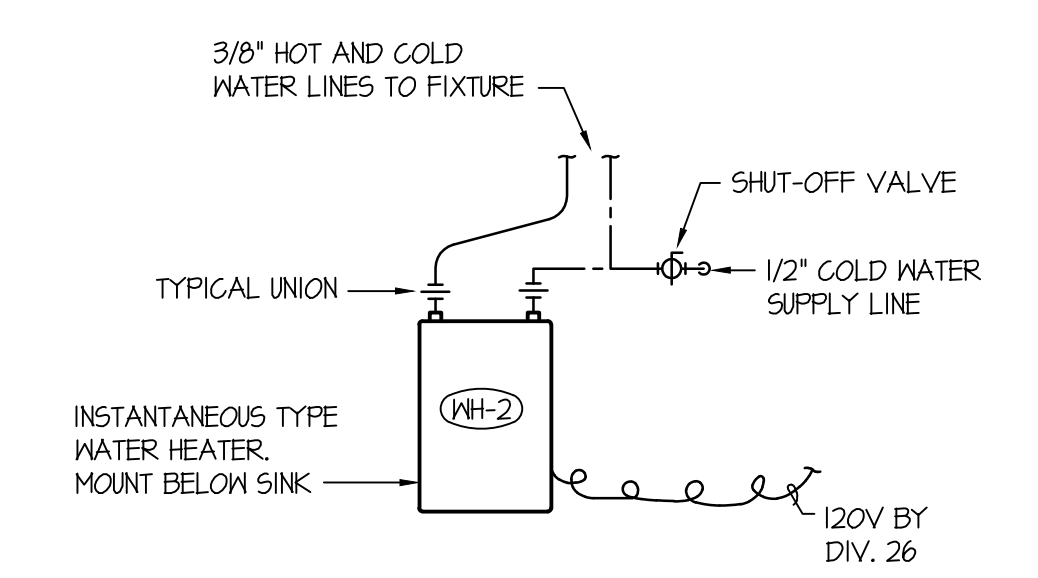 3/8" HOT AND COLD
WATER LINES TO FIXTURE
SHUT-OFF VALVE
1/2" COLD WATER
SUPPLY LINE
TYPICAL UNION
WH-2
INSTANTANEOUS TYPE
WATER HEATER.
MOUNT BELOW SINK
120V BY
DIV. 26